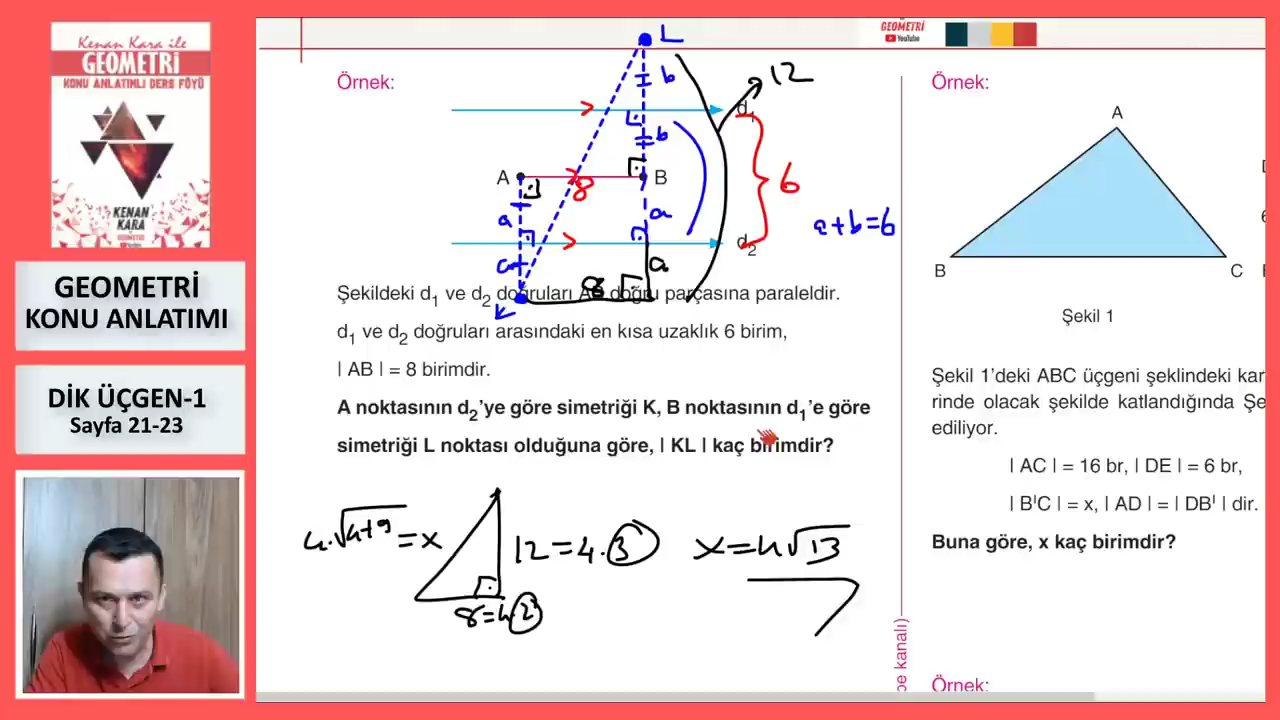 Kenan Kara ile
GEOMETRİ
KONU ANLATIMLI DERS FÖYÜ
KENAN
KARA
GEOMETRİ
KONU ANLATIMI
DİK ÜÇGEN-1
Sayfa 21-23
GEOMETRİ
YouTube
Örnek:
L
b
12
d1
b
A
B
8
6
a
a
a+b=6
d2
a
a
8
Şekildeki d1 ve d2 doğruları AB doğru parçasına paraleldir.
d1 ve d2 doğruları arasındaki en kısa uzaklık 6 birim,
| AB | = 8 birimdir.
A noktasının d2'ye göre simetriği K, B noktasının d1'e göre
simetriği L noktası olduğuna göre, | KL | kaç birimdir?
4.√4+9 = x
12=4.3
8=4.2
x=4√13
Örnek:
A
B
C
Şekil 1
Şekil 1'deki ABC üçgeni şeklindeki kar
rinde olacak şekilde katlandığında Şe
ediliyor.
| AC | = 16 br, | DE | = 6 br,
| B'C | = x, | AD | = | DB' | dir.
Buna göre, x kaç birimdir?
be kanalı)
Örnek: